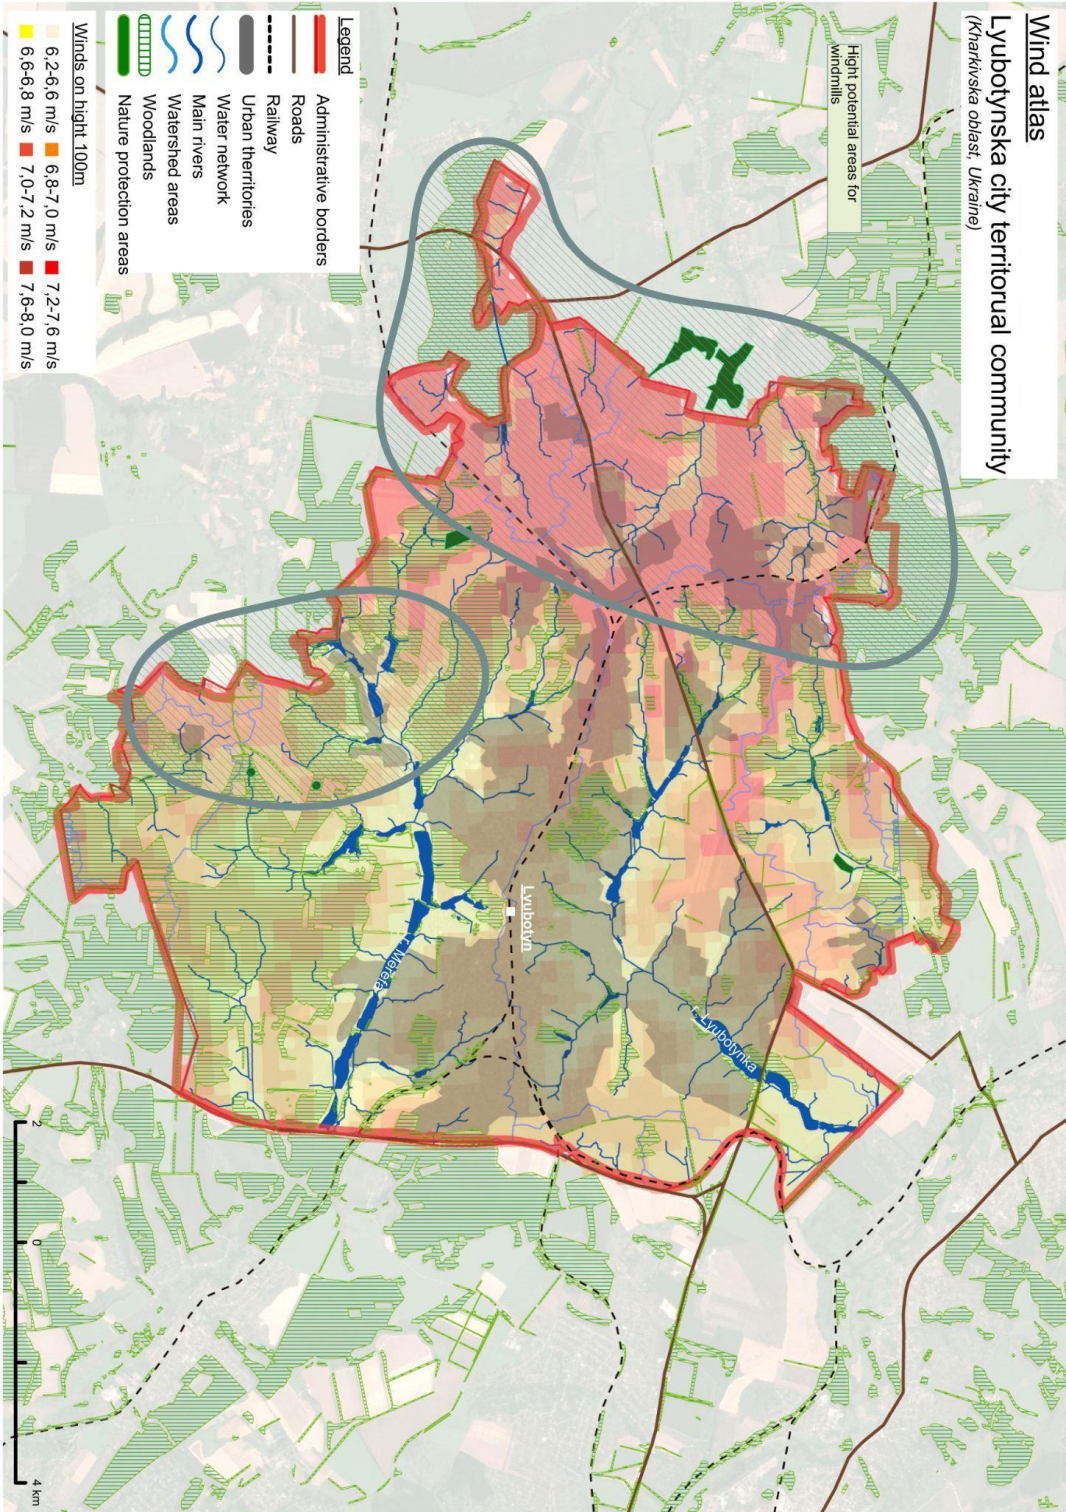 Wind atlas
Lyubotynska city territorual community
(Kharkivska oblast, Ukraine)
Hight potential areas for
windmills
Lyubotyn
r. Merefa
r. Lyubotynka
Legend
Administrative borders
Roads
Railway
Urban theritories
Water network
Main rivers
Watershed areas
Woodlands
Nature protection areas
Winds on hight 100m
6,2-6,6 m/s 6,8-7,0 m/s 7,2-7,6 m/s
6,6-6,8 m/s 7,0-7,2 m/s 7,6-8,0 m/s
2 0 4 km